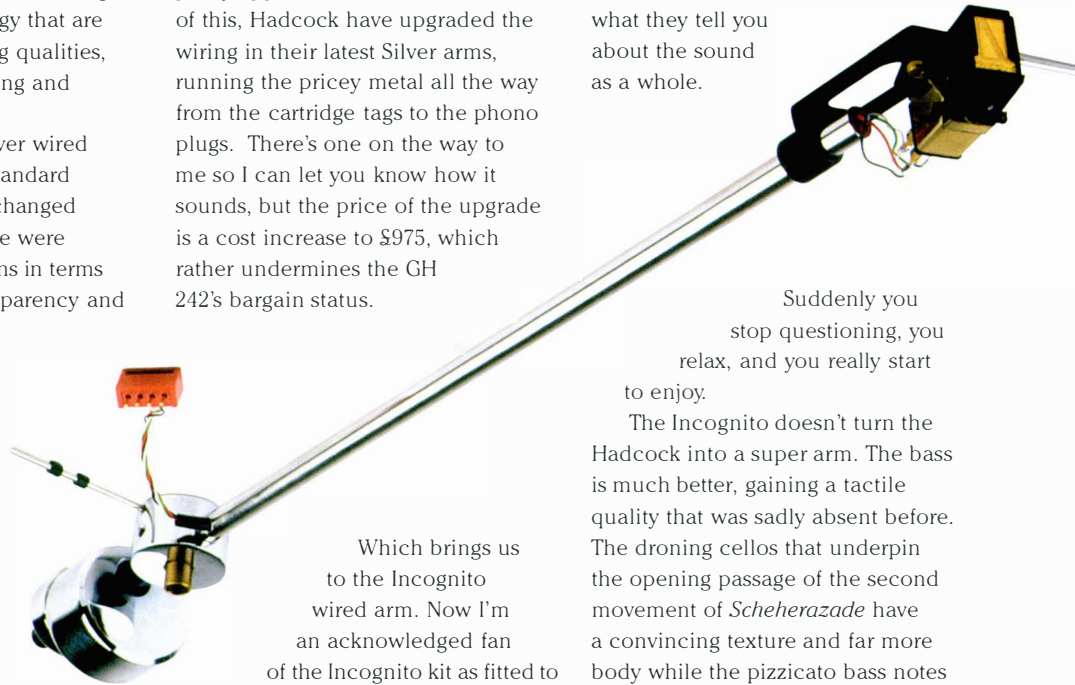 gy that are
g qualities,
ng and
ver wired
tandard
changed
e were
ns in terms
parency and
of this, Hadcock have upgraded the
wiring in their latest Silver arms,
running the pricey metal all the way
from the cartridge tags to the phono
plugs. There's one on the way to
me so I can let you know how it
sounds, but the price of the upgrade
is a cost increase to £975, which
rather undermines the GH
242's bargain status.
Which brings us
to the Incognito
wired arm. Now I'm
an acknowledged fan
of the Incognito kit as fitted to
what they tell you
about the sound
as a whole.
Suddenly you
stop questioning, you
relax, and you really start
to enjoy.
The Incognito doesn't turn the
Hadcock into a super arm. The bass
is much better, gaining a tactile
quality that was sadly absent before.
The droning cellos that underpin
the opening passage of the second
movement of Scheherazade have
a convincing texture and far more
body while the pizzicato bass notes